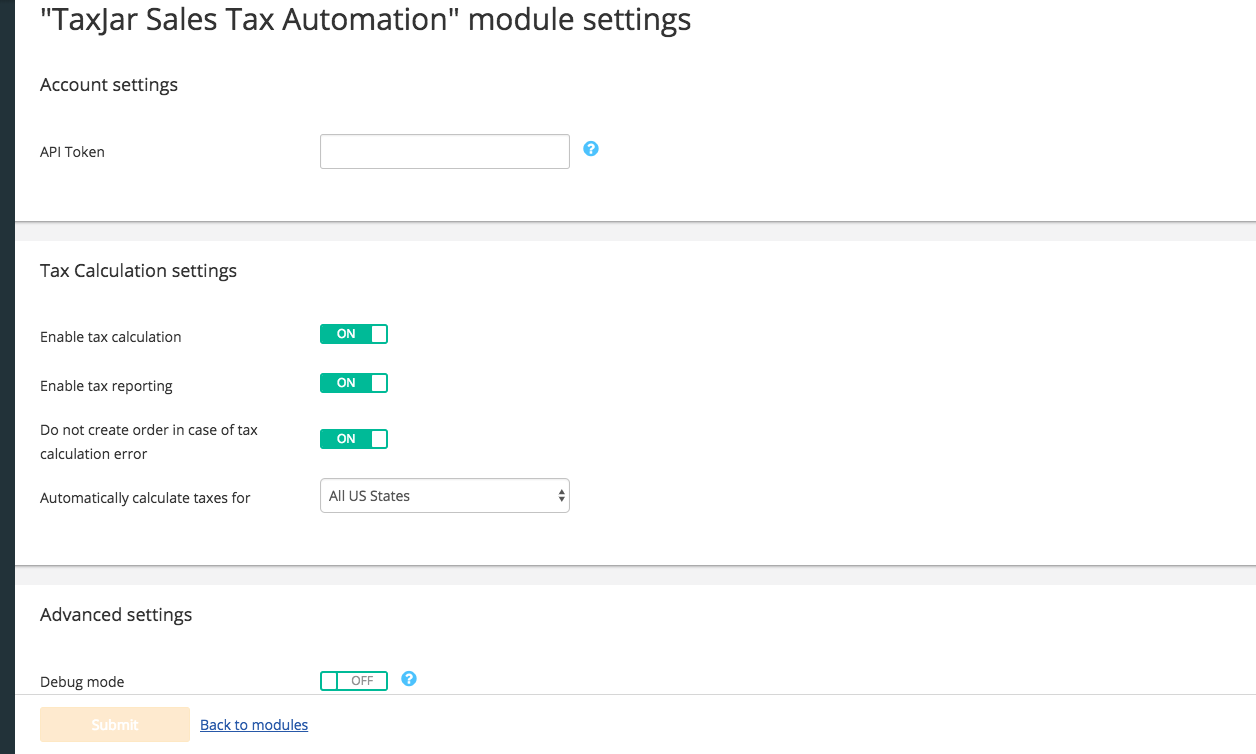 "TaxJar Sales Tax Automation" module settings
Account settings
API Token
?
Tax Calculation settings
Enable tax calculation
ON
Enable tax reporting
ON
Do not create order in case of tax
calculation error
ON
Automatically calculate taxes for
All US States
Advanced settings
Debug mode
OFF
?
Submit
Back to modules